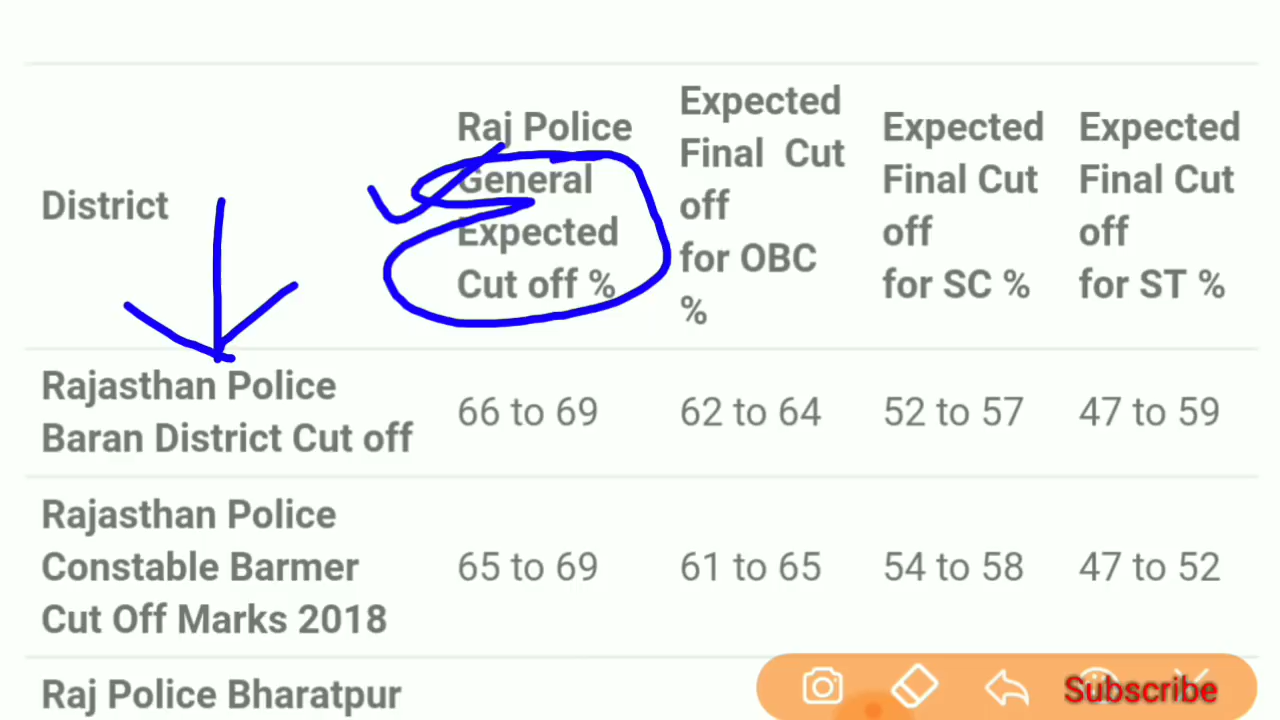 District
Raj Police
General
Expected
Cut off %
Expected
Final Cut
off
for OBC
%
Expected
Final Cut
off
for SC %
Expected
Final Cut
off
for ST %
Rajasthan Police
Baran District Cut off
66 to 69
62 to 64
52 to 57
47 to 59
Rajasthan Police
Constable Barmer
Cut Off Marks 2018
65 to 69
61 to 65
54 to 58
47 to 52
Raj Police Bharatpur
Subscribe